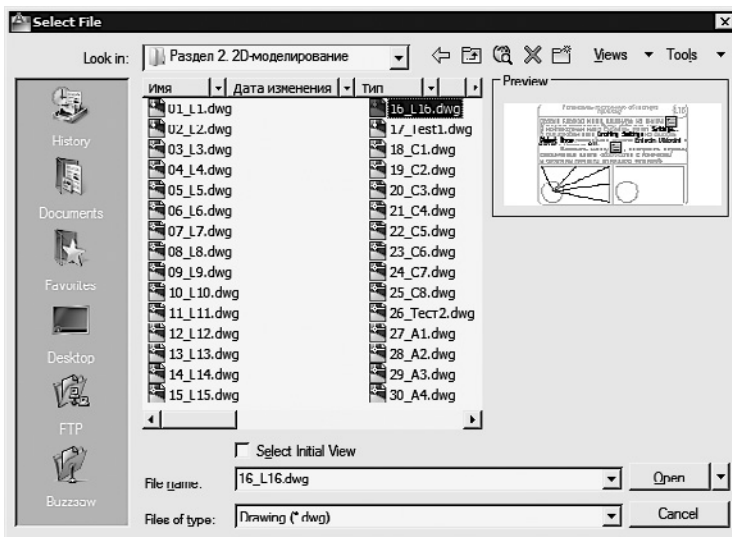 Select File
Look in: Раздел 2. 2D-моделирование Views Tools
Имя Дата изменения Тип
01_L1.dwg
02_L2.dwg
03_L3.dwg
04_L4.dwg
05_L5.dwg
06_L6.dwg
07_L7.dwg
08_L8.dwg
09_L9.dwg
10_L10.dwg
11_L11.dwg
12_L12.dwg
13_L13.dwg
14_L14.dwg
15_L15.dwg
16_L16.dwg
17_Test1.dwg
18_C1.dwg
19_C2.dwg
20_C3.dwg
21_C4.dwg
22_C5.dwg
23_C6.dwg
24_C7.dwg
25_C8.dwg
26_Тест2.dwg
27_A1.dwg
28_A2.dwg
29_A3.dwg
30_A4.dwg
Preview
History
Documents
Favorites
Desktop
FTP
Buzzsaw
Select Initial View
File name: 16_L16.dwg Open
Files of type: Drawing (*.dwg) Cancel